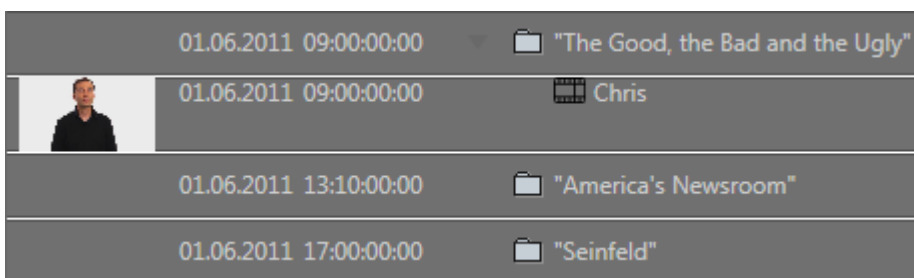 01.06.2011 09:00:00:00 "The Good, the Bad and the Ugly"
01.06.2011 09:00:00:00 Chris
01.06.2011 13:10:00:00 "America's Newsroom"
01.06.2011 17:00:00:00 "Seinfeld"